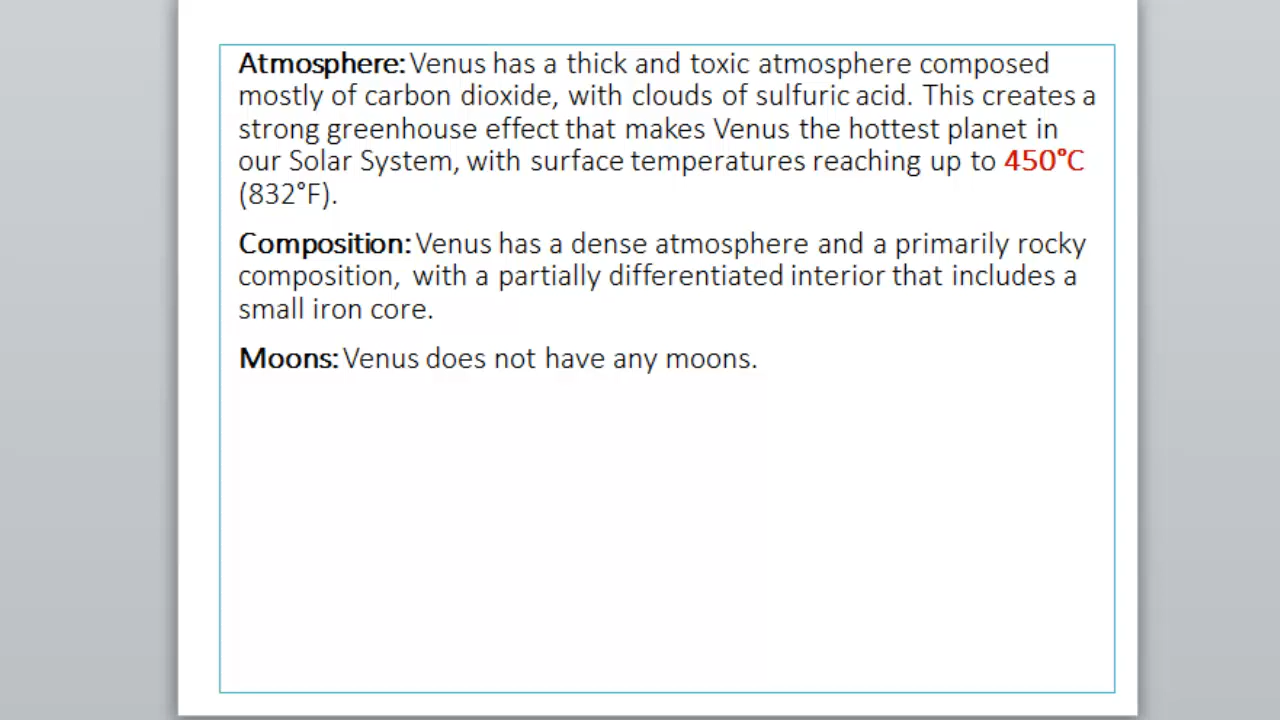 Atmosphere: Venus has a thick and toxic atmosphere composed
mostly of carbon dioxide, with clouds of sulfuric acid. This creates a
strong greenhouse effect that makes Venus the hottest planet in
our Solar System, with surface temperatures reaching up to 450°C
(832°F).
Composition: Venus has a dense atmosphere and a primarily rocky
composition, with a partially differentiated interior that includes a
small iron core.
Moons: Venus does not have any moons.